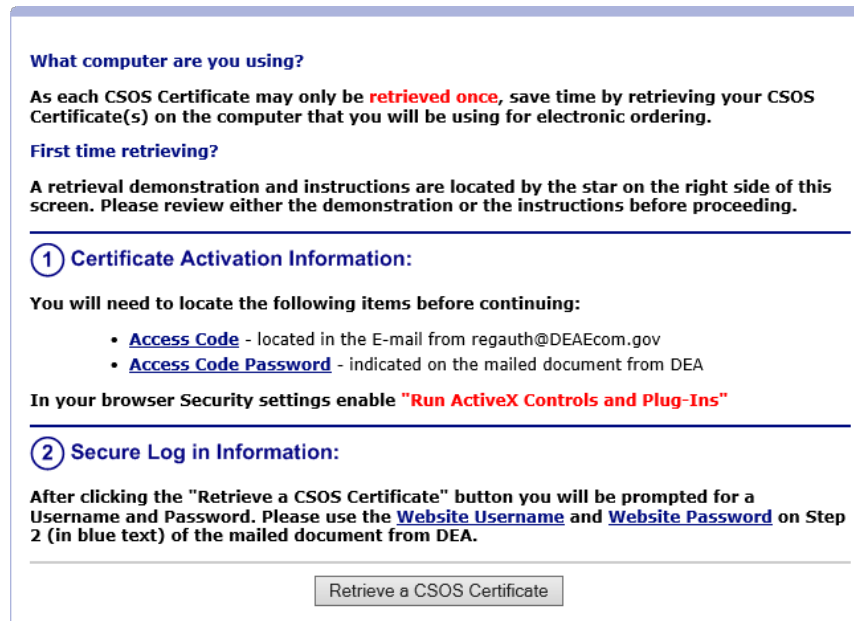 What computer are you using?
As each CSOS Certificate may only be retrieved once, save time by retrieving your CSOS
Certificate(s) on the computer that you will be using for electronic ordering.
First time retrieving?
A retrieval demonstration and instructions are located by the star on the right side of this
screen. Please review either the demonstration or the instructions before proceeding.
1 Certificate Activation Information:
You will need to locate the following items before continuing:
• Access Code - located in the E-mail from regauth@DEAEcom.gov
• Access Code Password - indicated on the mailed document from DEA
In your browser Security settings enable "Run ActiveX Controls and Plug-Ins"
2 Secure Log in Information:
After clicking the "Retrieve a CSOS Certificate" button you will be prompted for a
Username and Password. Please use the Website Username and Website Password on Step
2 (in blue text) of the mailed document from DEA.
Retrieve a CSOS Certificate